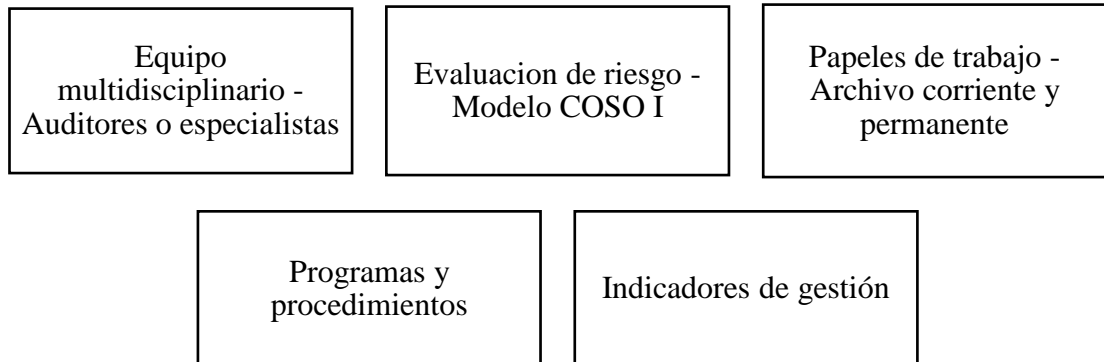 Equipo
multidisciplinario -
Auditores o especialistas
Evaluacion de riesgo -
Modelo COSO I
Papeles de trabajo -
Archivo corriente y
permanente
Programas y
procedimientos
Indicadores de gestión